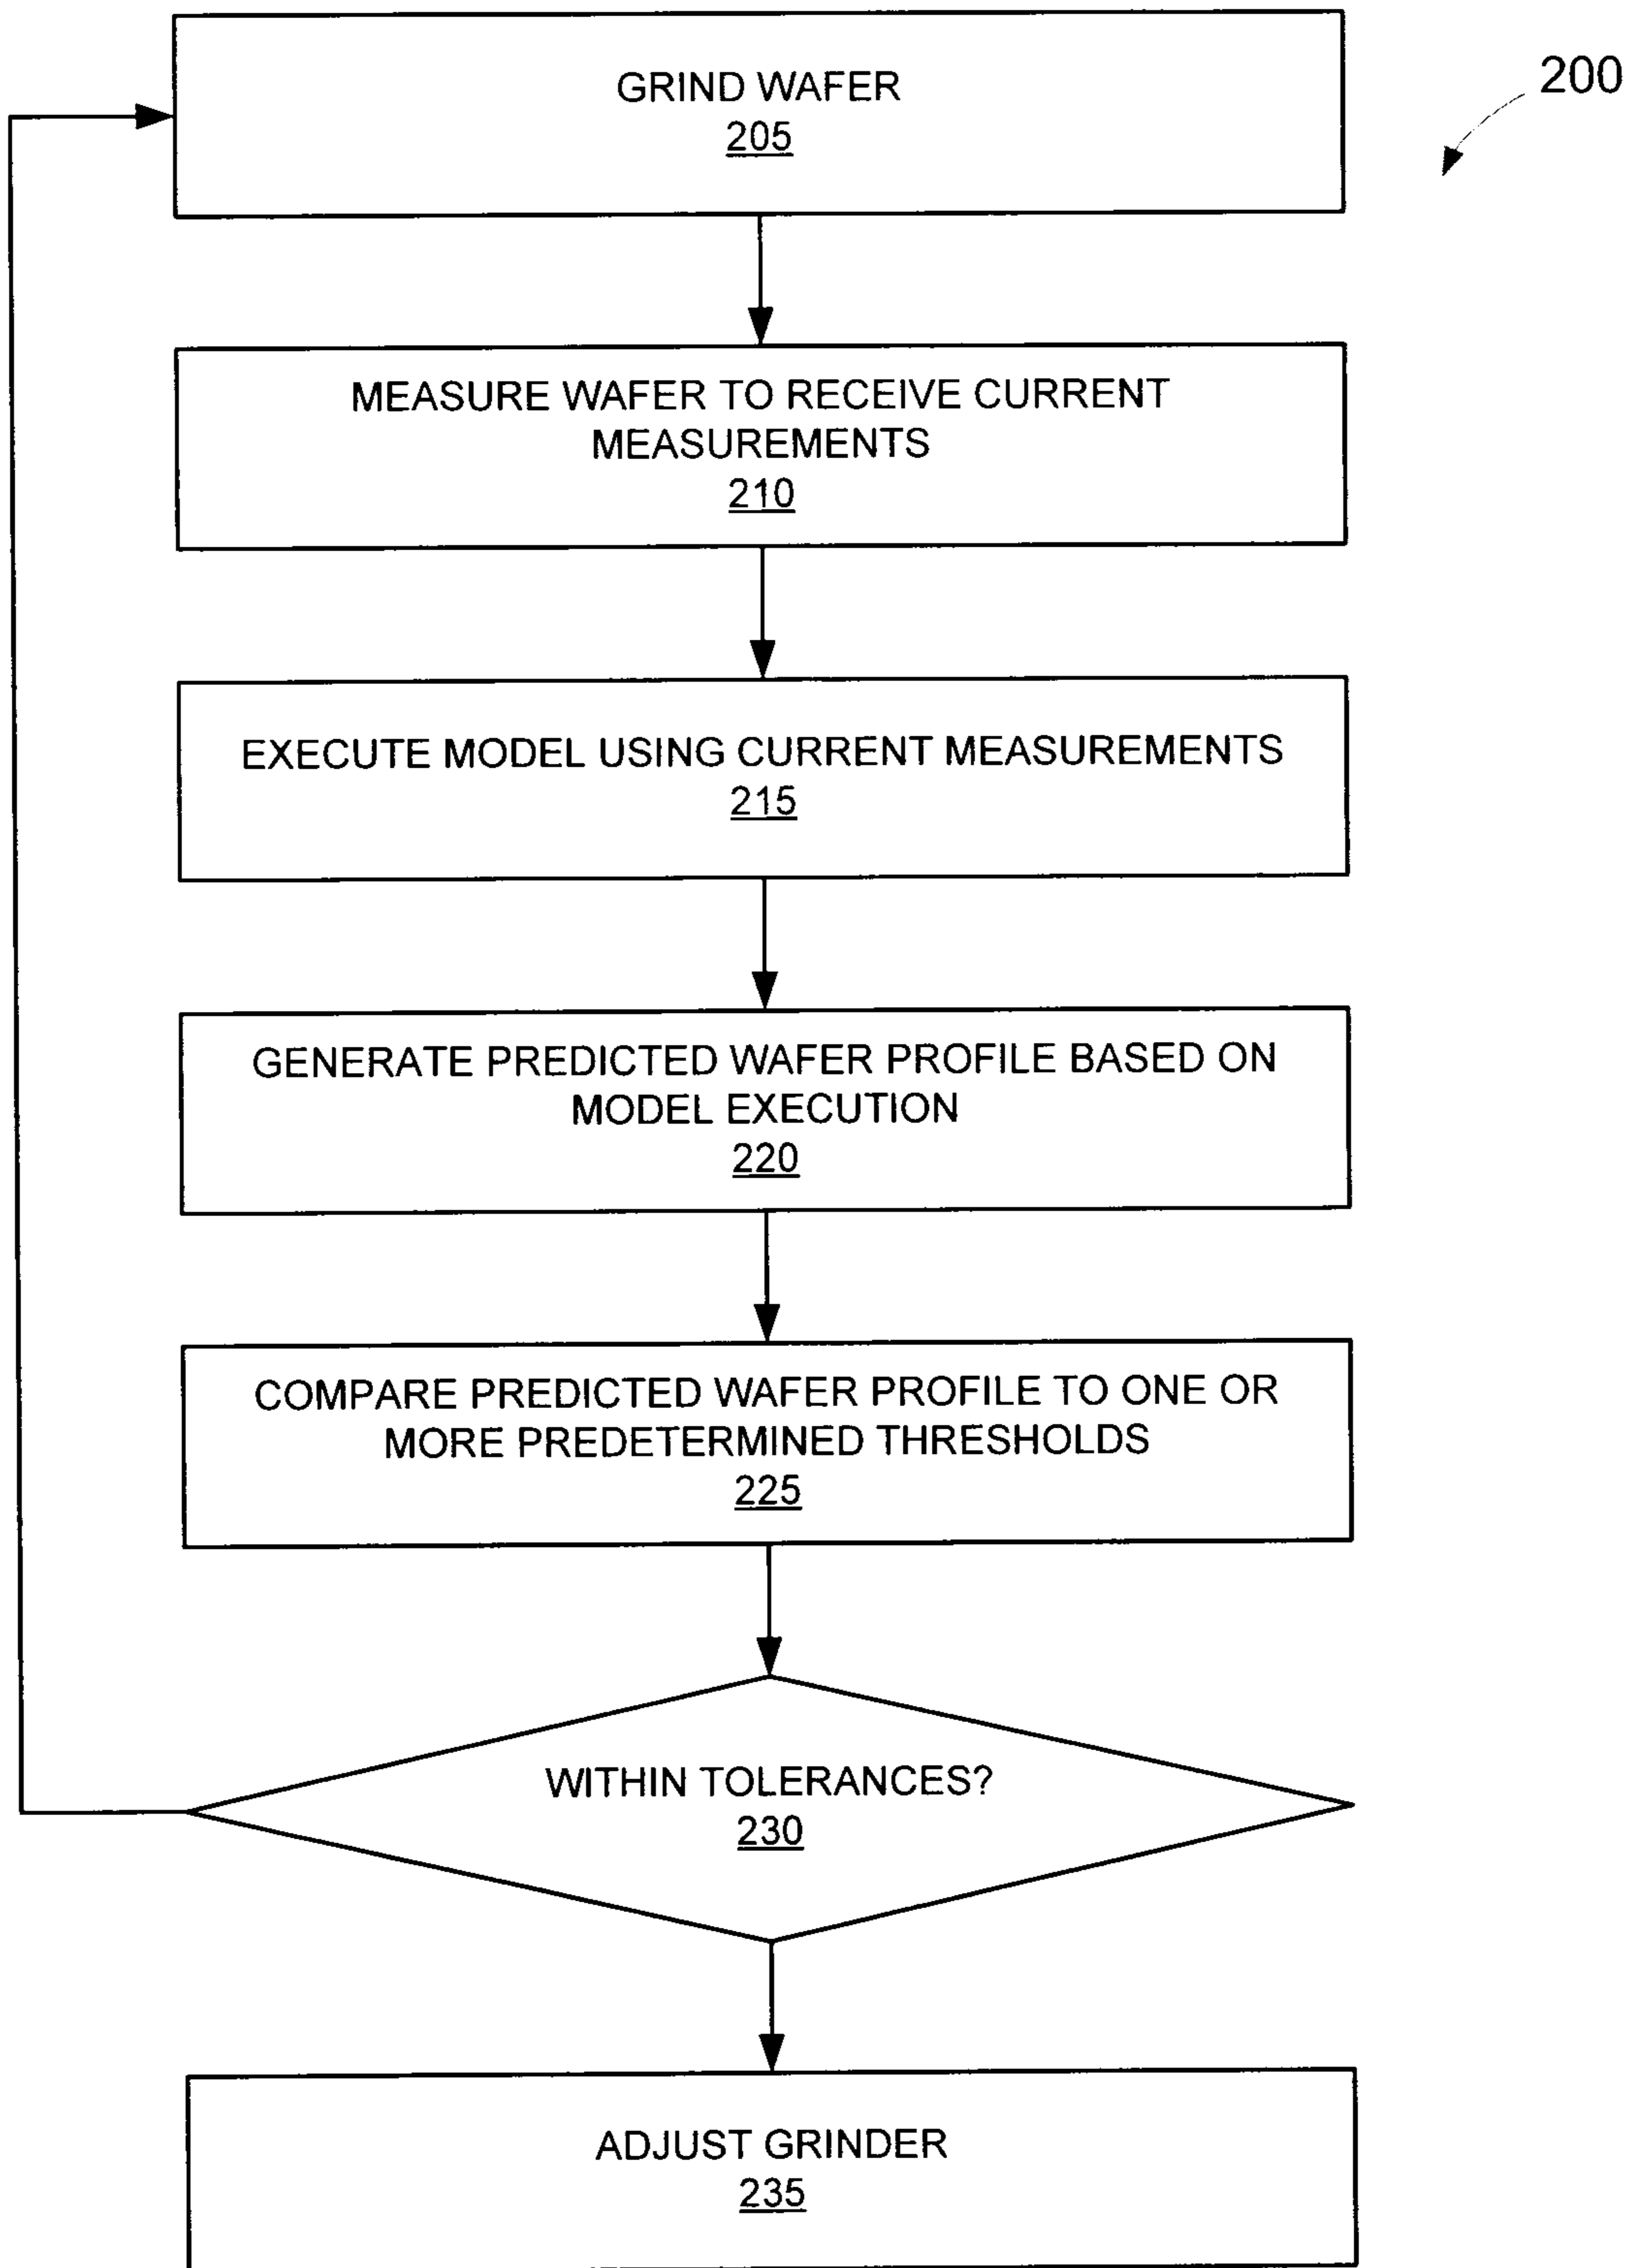 200
GRIND WAFER
205
MEASURE WAFER TO RECEIVE CURRENT
MEASUREMENTS
210
EXECUTE MODEL USING CURRENT MEASUREMENTS
215
GENERATE PREDICTED WAFER PROFILE BASED ON
MODEL EXECUTION
220
COMPARE PREDICTED WAFER PROFILE TO ONE OR
MORE PREDETERMINED THRESHOLDS
225
WITHIN TOLERANCES?
230
ADJUST GRINDER
235